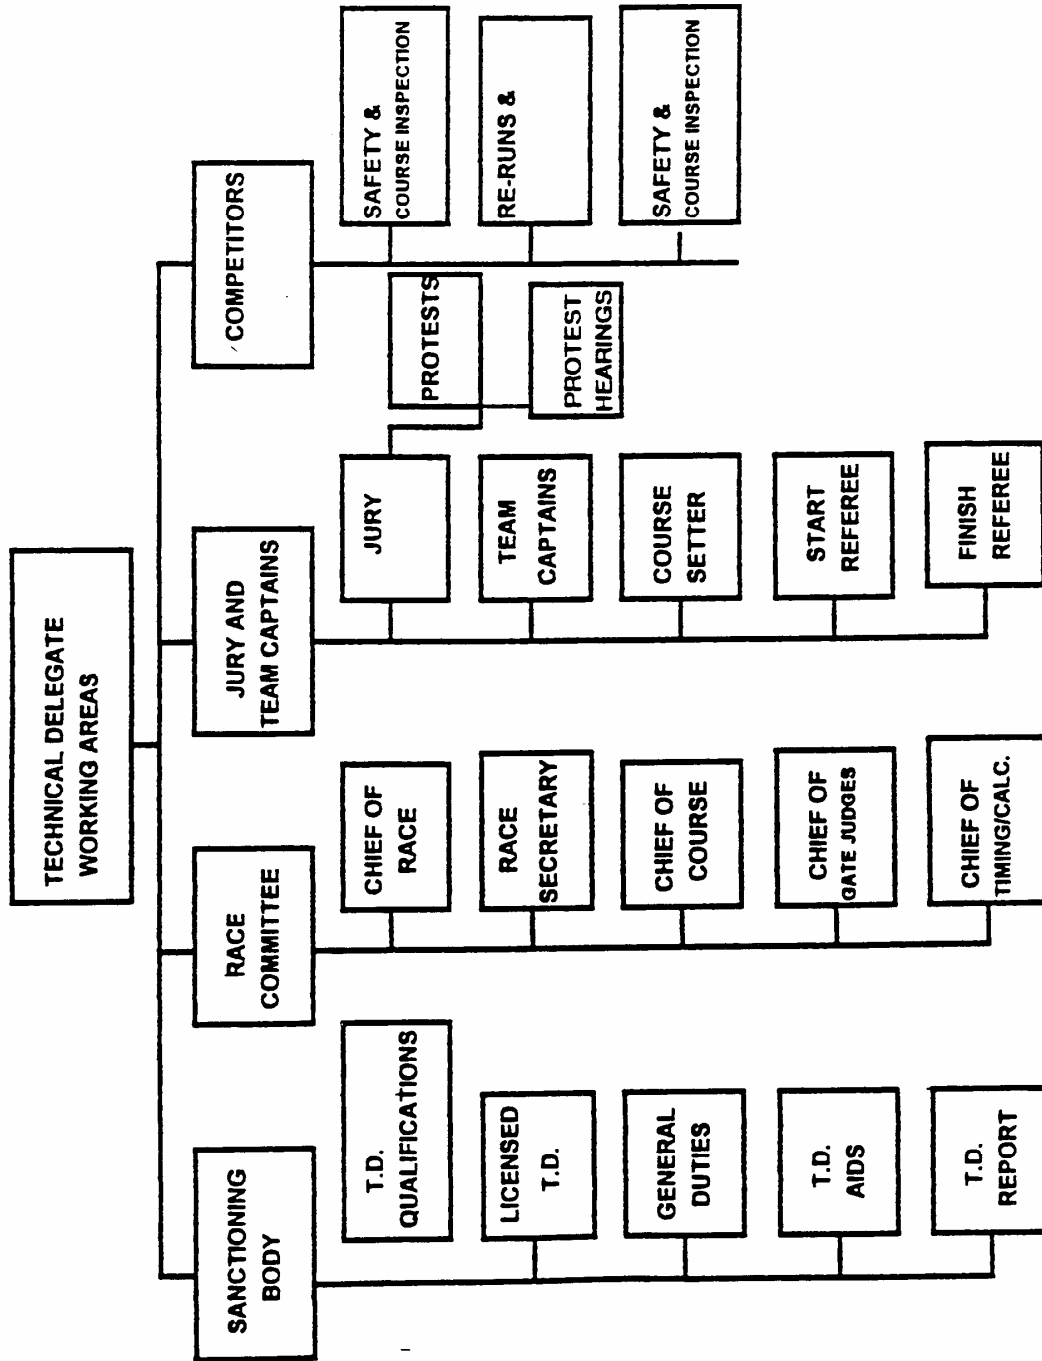 TECHNICAL DELEGATE
WORKING AREAS
SANCTIONING
BODY
T.D.
QUALIFICATIONS
LICENSED
T.D.
GENERAL
DUTIES
T.D.
AIDS
T.D.
REPORT
RACE
COMMITTEE
CHIEF OF
RACE
RACE
SECRETARY
CHIEF OF
COURSE
CHIEF OF
GATE JUDGES
CHIEF OF
TIMING/CALC.
JURY AND
TEAM CAPTAINS
JURY
TEAM
CAPTAINS
COURSE
SETTER
START
REFEREE
FINISH
REFEREE
PROTESTS
PROTEST
HEARINGS
COMPETITORS
SAFETY &
COURSE INSPECTION
RE-RUNS &
SAFETY &
COURSE INSPECTION